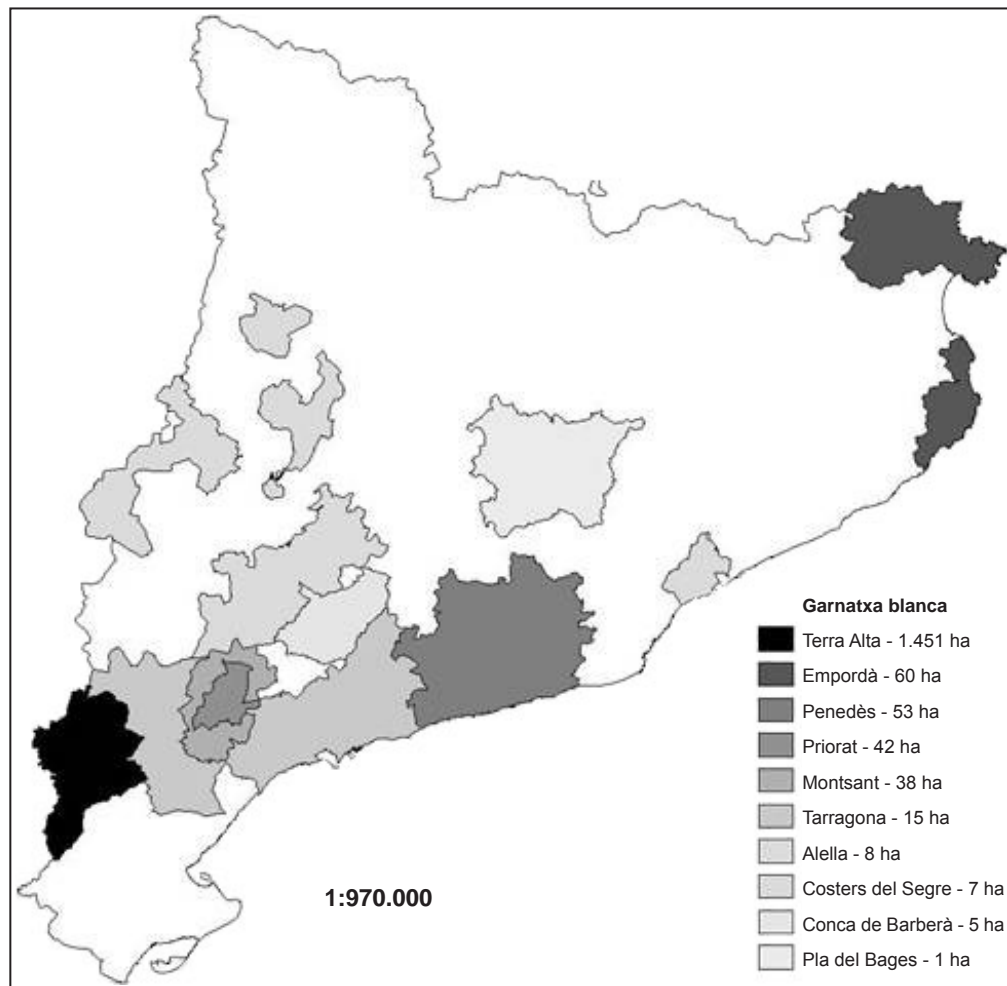 Garnatxa blanca
Terra Alta - 1.451 ha
Empordà - 60 ha
Penedès - 53 ha
Priorat - 42 ha
Montsant - 38 ha
Tarragona - 15 ha
Alella - 8 ha
Costers del Segre - 7 ha
Conca de Barberà - 5 ha
Pla del Bages - 1 ha
1:970.000